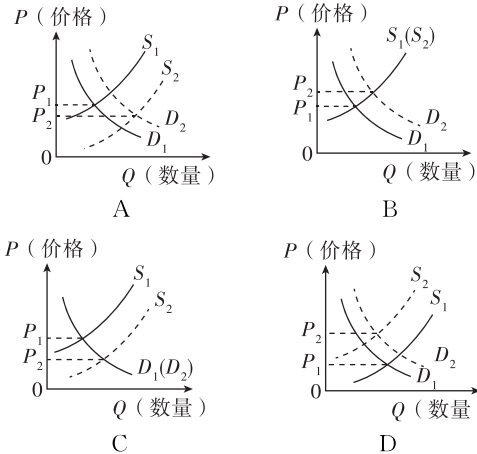 P（价格）
S₁
S₂
P₁
P₂
D₂
D₁
0
Q（数量）
A
P（价格）
S₁(S₂)
P₂
P₁
D₂
D₁
0
Q（数量）
B
P（价格）
S₁
S₂
P₁
P₂
D₁(D₂)
0
Q（数量）
C
P（价格）
S₂
S₁
P₂
P₁
D₂
D₁
0
Q（数量
D